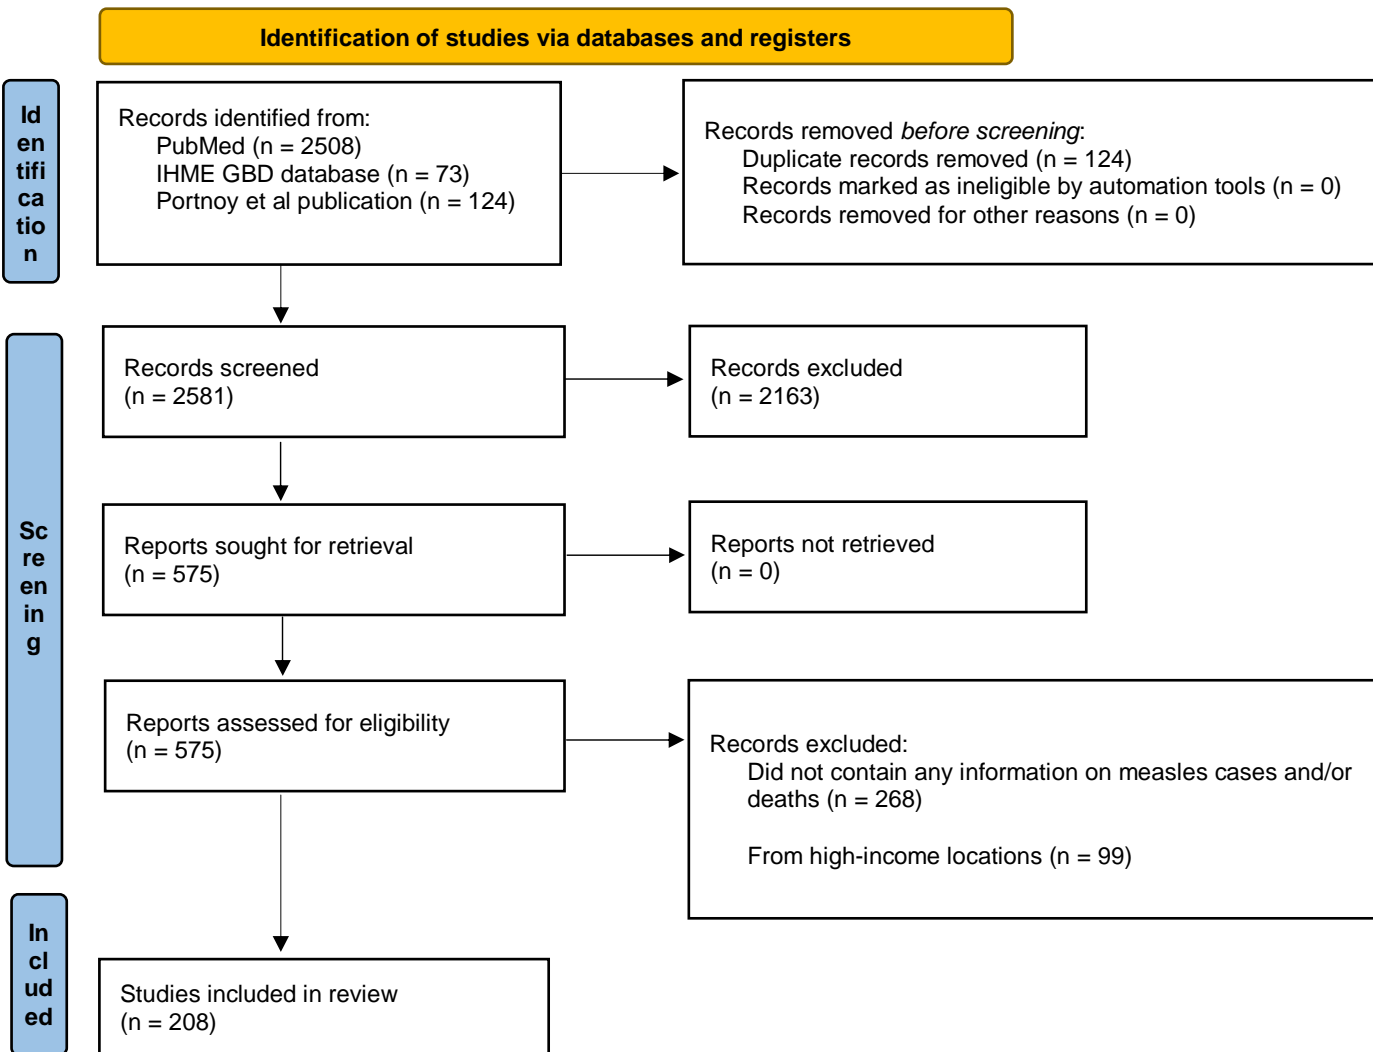 Identification of studies via databases and registers
Id
en
tifi
ca
tio
n
Records identified from:
PubMed (n = 2508)
IHME GBD database (n = 73)
Portnoy et al publication (n = 124)
Records removed before screening:
Duplicate records removed (n = 124)
Records marked as ineligible by automation tools (n = 0)
Records removed for other reasons (n = 0)
Sc
re
en
in
g
Records screened
(n = 2581)
Records excluded
(n = 2163)
Reports sought for retrieval
(n = 575)
Reports not retrieved
(n = 0)
Reports assessed for eligibility
(n = 575)
Records excluded:
Did not contain any information on measles cases and/or
deaths (n = 268)
From high-income locations (n = 99)
In
cl
ud
ed
Studies included in review
(n = 208)